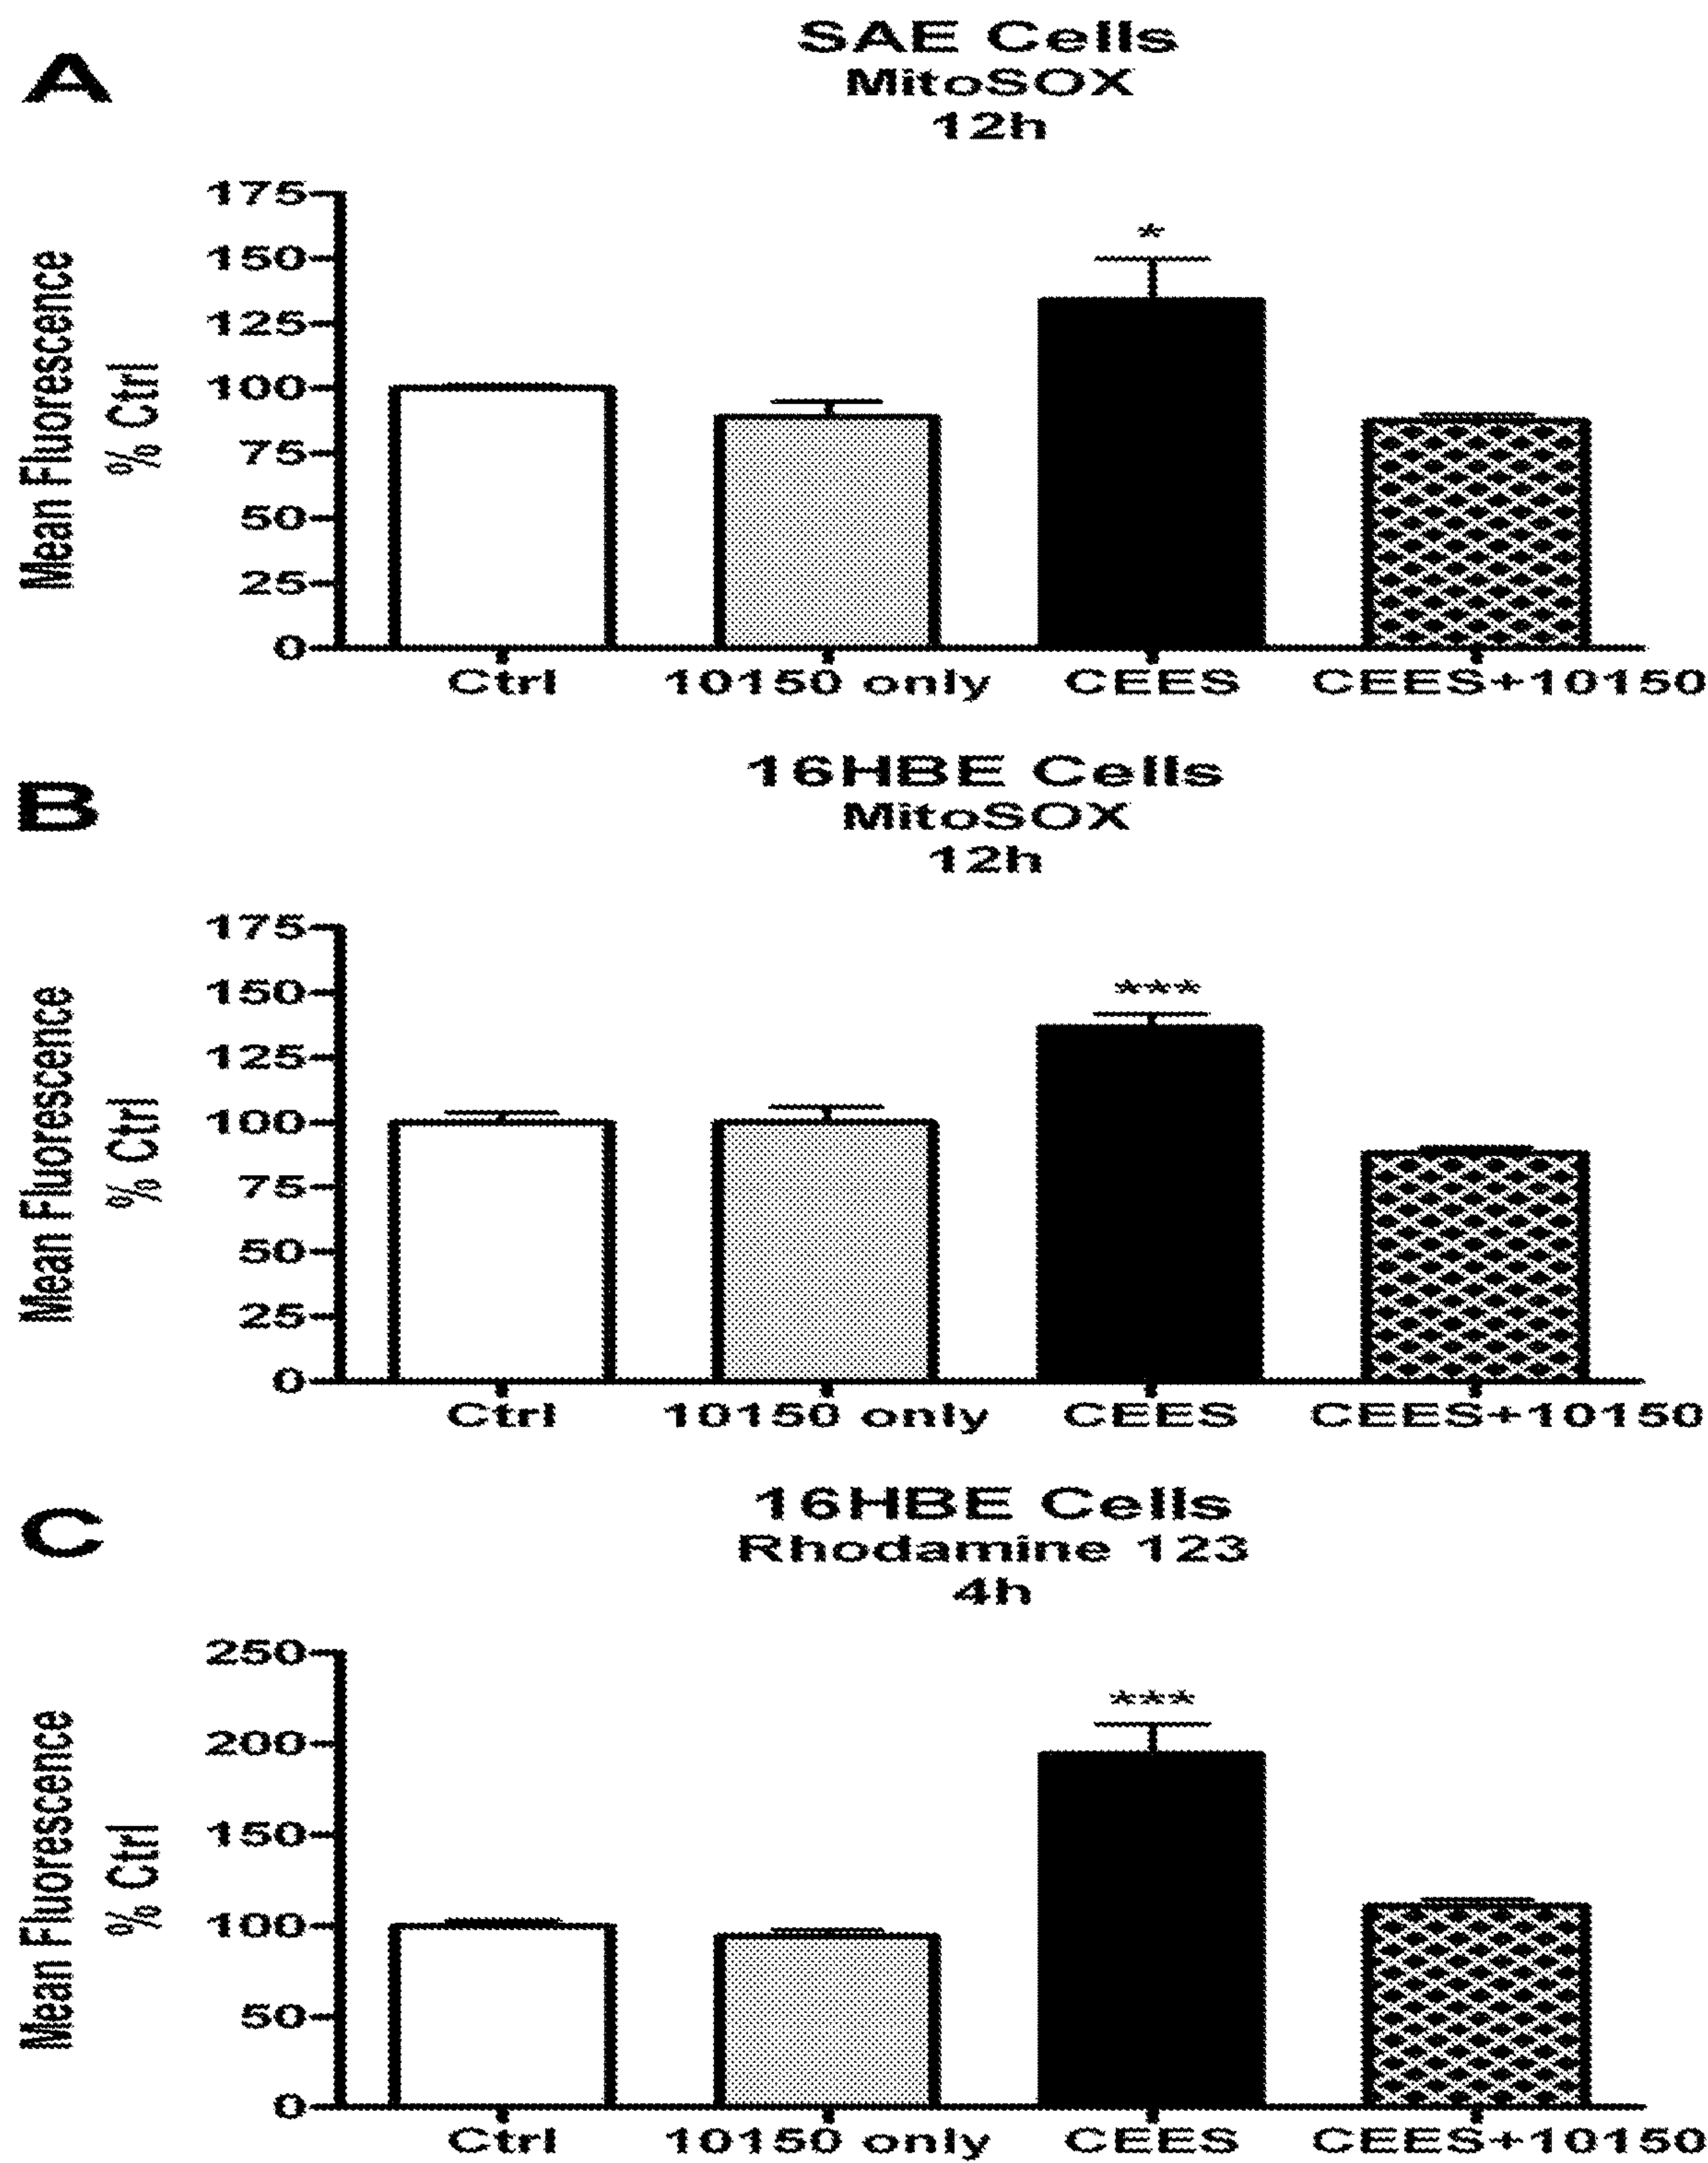 A
SAE Cells
MitoSOX
12h
Mean Fluorescence
% Ctrl
175
150
125
100
75
50
25
0
*
Ctrl 10150 only CEES CEES+10150
B
16HBE Cells
MitoSOX
12h
Mean Fluorescence
% Ctrl
175
150
125
100
75
50
25
0
***
Ctrl 10150 only CEES CEES+10150
C
16HBE Cells
Rhodamine 123
4h
Mean Fluorescence
% Ctrl
250
200
150
100
50
0
***
Ctrl 10150 only CEES CEES+10150